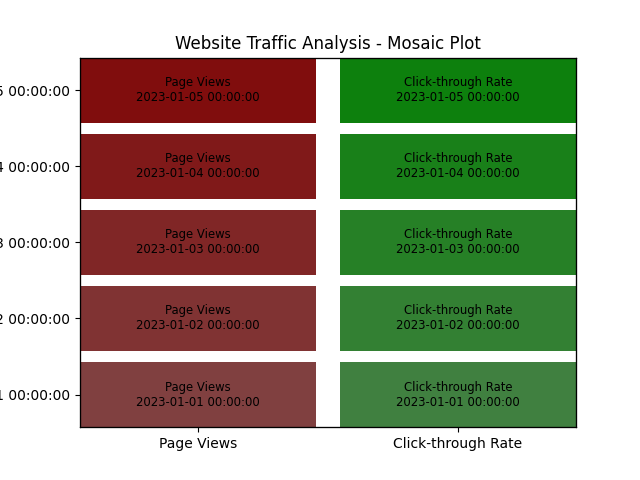 Website Traffic Analysis - Mosaic Plot
5 00:00:00
Page Views
2023-01-05 00:00:00
Click-through Rate
2023-01-05 00:00:00
4 00:00:00
Page Views
2023-01-04 00:00:00
Click-through Rate
2023-01-04 00:00:00
3 00:00:00
Page Views
2023-01-03 00:00:00
Click-through Rate
2023-01-03 00:00:00
2 00:00:00
Page Views
2023-01-02 00:00:00
Click-through Rate
2023-01-02 00:00:00
1 00:00:00
Page Views
2023-01-01 00:00:00
Click-through Rate
2023-01-01 00:00:00
Page Views
Click-through Rate